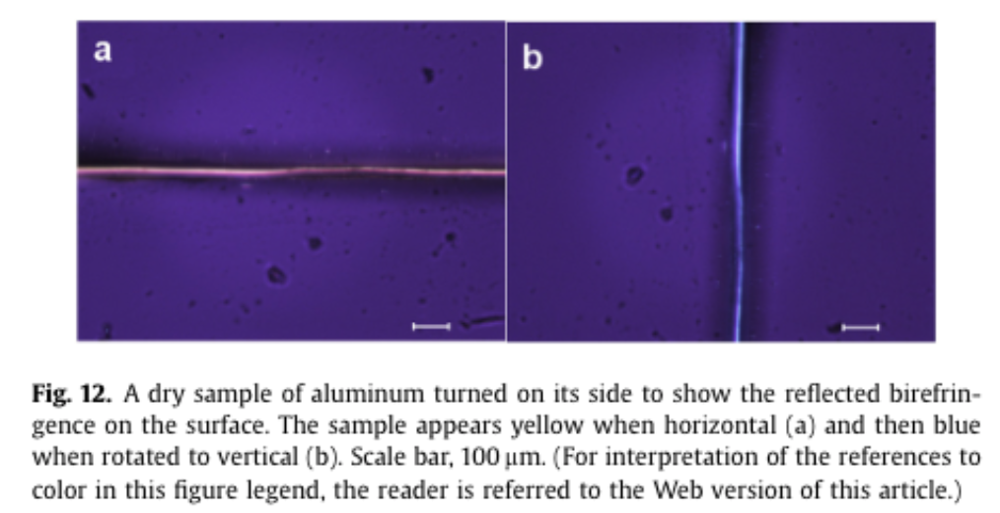 a
b
Fig. 12. A dry sample of aluminum turned on its side to show the reflected birefrin-
gence on the surface. The sample appears yellow when horizontal (a) and then blue
when rotated to vertical (b). Scale bar, 100 μm. (For interpretation of the references to
color in this figure legend, the reader is referred to the Web version of this article.)